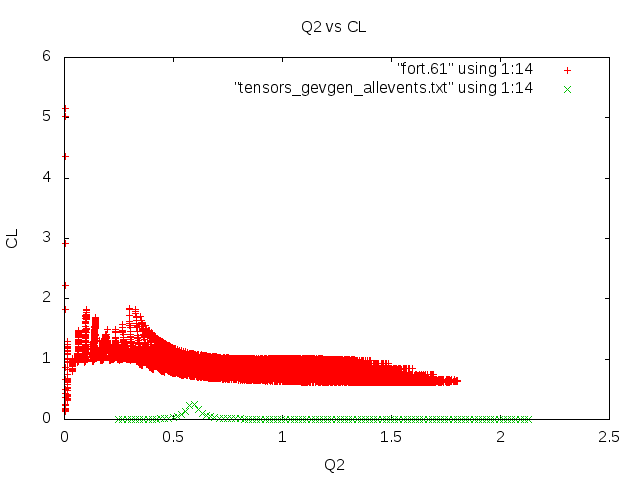 Q2 vs CL
"fort.61" using 1:14
"tensors_gevgen_allevents.txt" using 1:14
6
5
4
3
2
1
0
CL
0
0.5
1
1.5
2
2.5
Q2